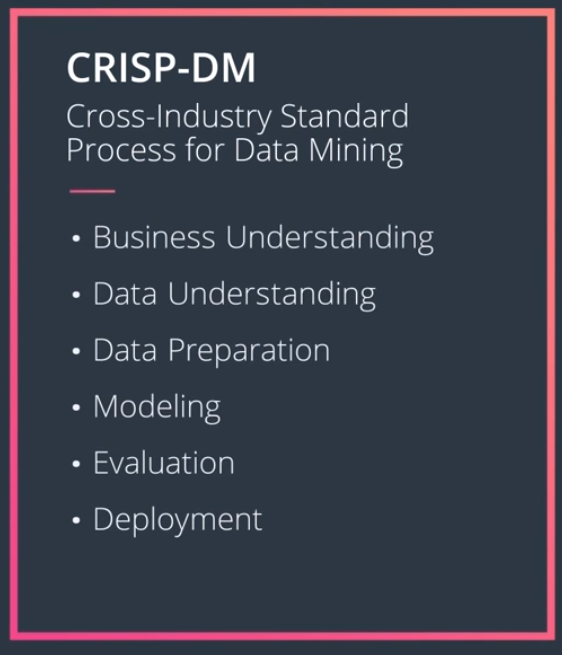 CRISP-DM
Cross-Industry Standard
Process for Data Mining
• Business Understanding
• Data Understanding
• Data Preparation
• Modeling
• Evaluation
• Deployment